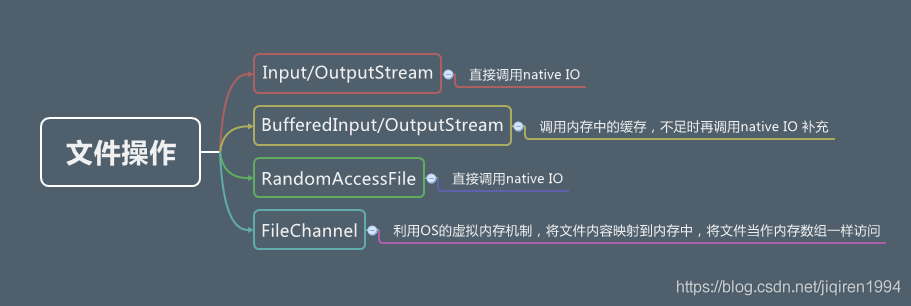 Input/OutputStream
直接调用native IO
BufferedInput/OutputStream
调用内存中的缓存，不足时再调用native IO 补充
文件操作
RandomAccessFile
直接调用native IO
FileChannel
利用OS的虚拟内存机制，将文件内容映射到内存中，将文件当作内存数组一样访问
https://blog.csdn.net/jiqiren1994